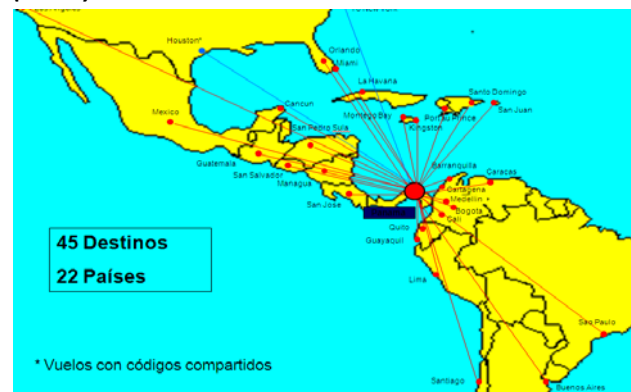 Houston*
Orlando
Miami
La Havana
Santo Domingo
San Juan
Cancun
Mexico
Montego Bay
Port au Prince
Kingston
San Pedro Sula
Guatemala
San Salvador
Managua
San Jose
Barranquilla
Caracas
Cartagena
Medellin *
Bogota
Cali
Quito
Guayaquil
Lima
45 Destinos
22 Países
Sao Paulo
* Vuelos con códigos compartidos
Santiago
Buenos Aires